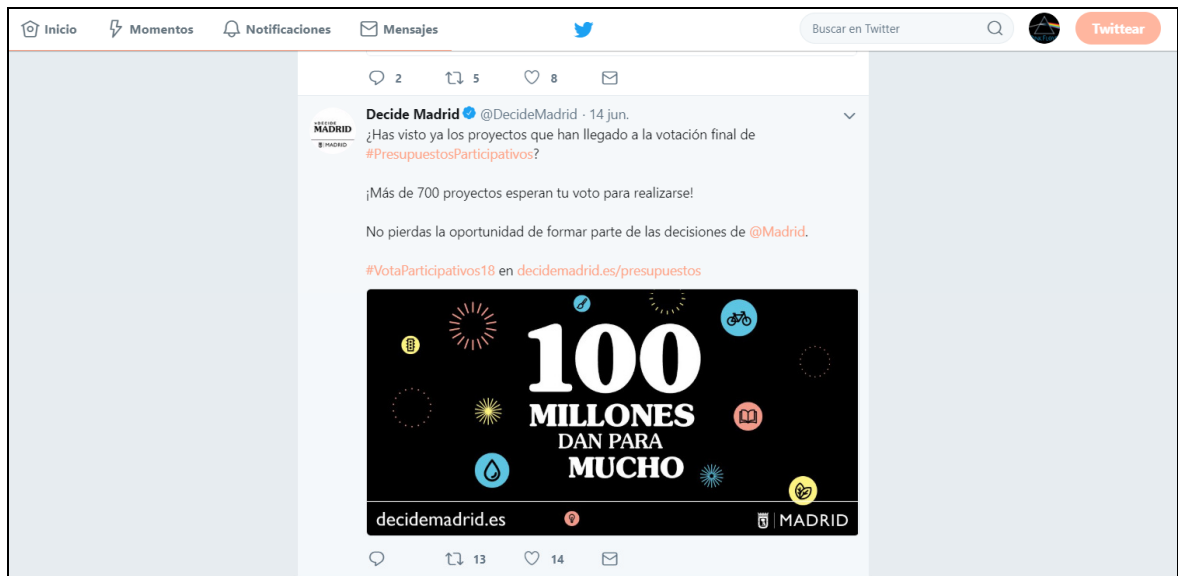 Inicio Momentos Notificaciones Mensajes Buscar en Twitter Twittear
2 5 8
Decide Madrid @DecideMadrid · 14 jun.
¿Has visto ya los proyectos que han llegado a la votación final de
#PresupuestosParticipativos?
¡Más de 700 proyectos esperan tu voto para realizarse!
No pierdas la oportunidad de formar parte de las decisiones de @Madrid.
#VotaParticipativos18 en decidemadrid.es/presupuestos
DECIDE
MADRID
MADRID
100
MILLONES
DAN PARA
MUCHO
decidemadrid.es MADRID
13 14